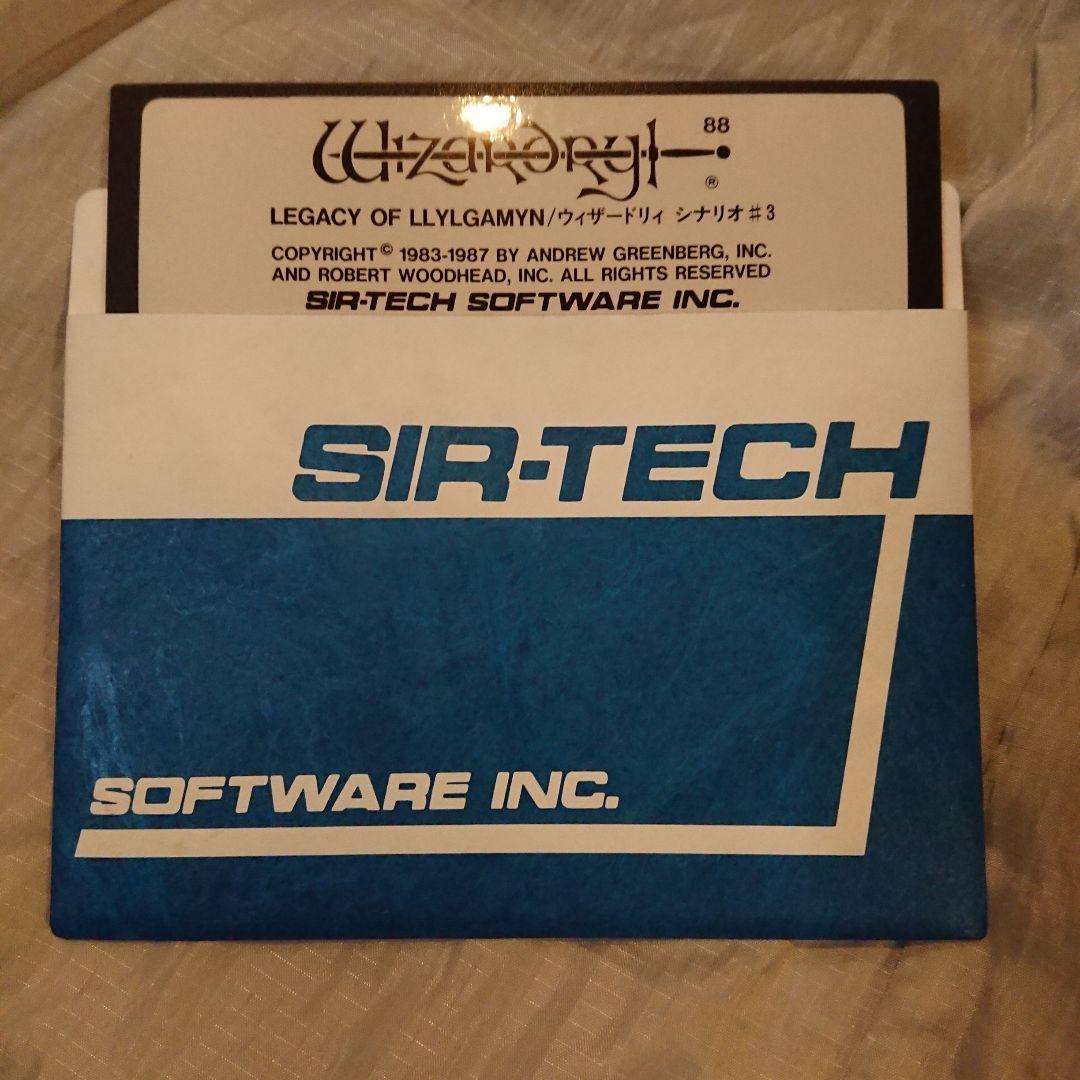 Wizardry
88
®
LEGACY OF LLYLGAMYN/ウィザードリィ シナリオ♯3
COPYRIGHT© 1983-1987 BY ANDREW GREENBERG, INC.
AND ROBERT WOODHEAD, INC. ALL RIGHTS RESERVED
SIR-TECH SOFTWARE INC.
SIR-TECH
SOFTWARE INC.